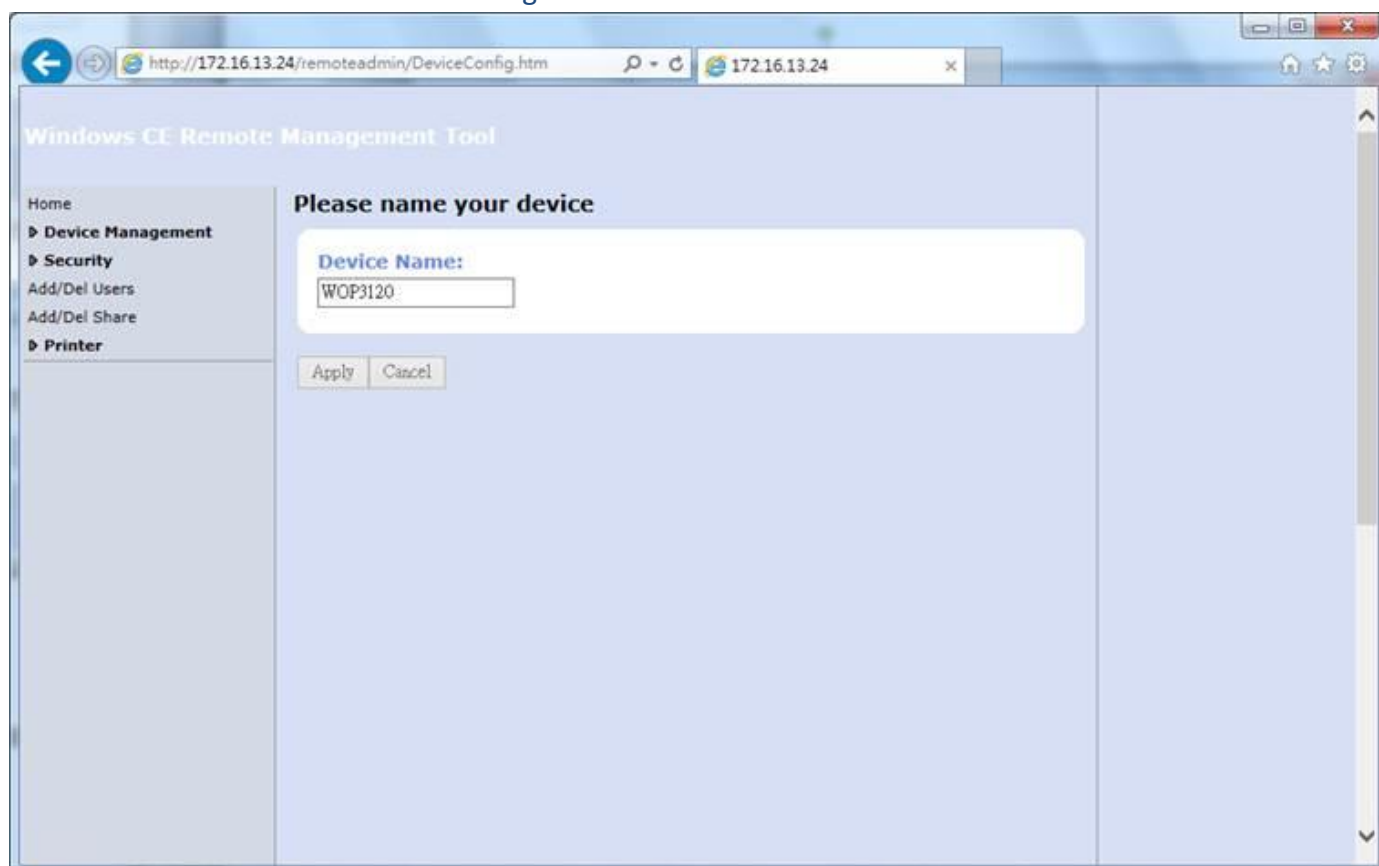 http://172.16.13.24/remoteadmin/DeviceConfig.htm
172.16.13.24
Windows CE Remote Management Tool
Home
Device Management
Security
Add/Del Users
Add/Del Share
Printer
Please name your device
Device Name:
WOP3120
Apply Cancel